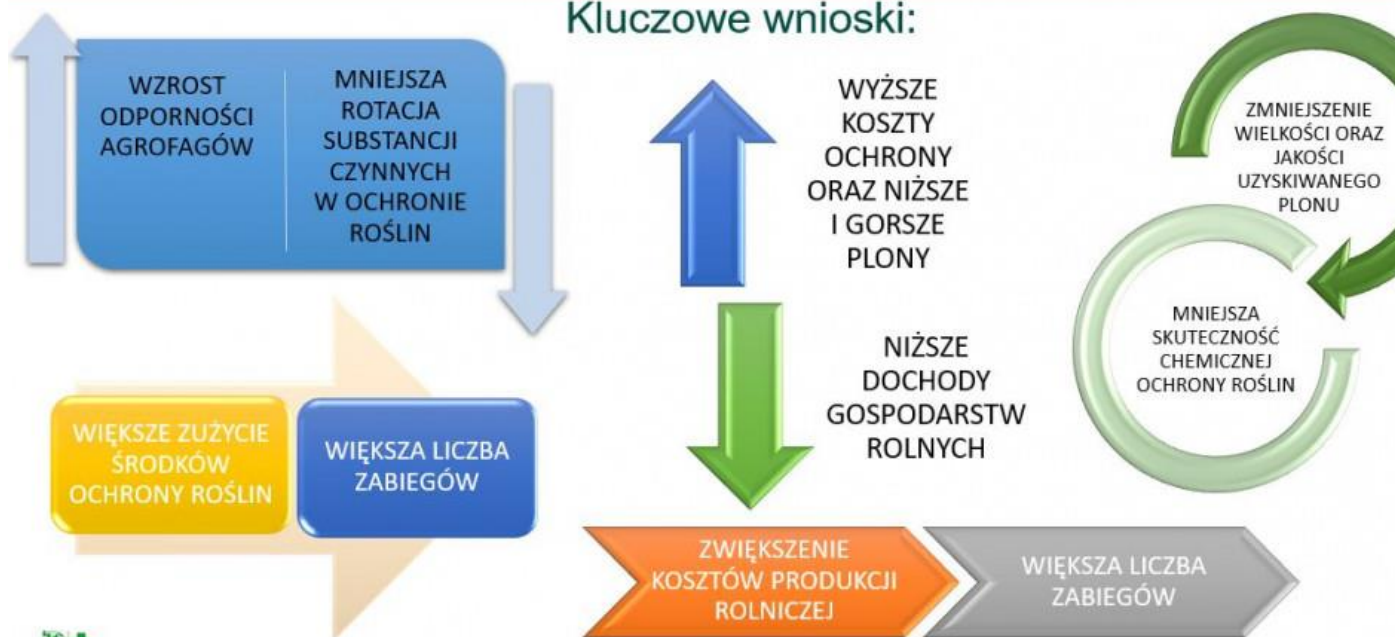 Kluczowe wnioski:
WZROST
ODPORNOŚCI
AGROFAGÓW
MNIEJSZA
ROTACJA
SUBSTANCJI
CZYNNYCH
W OCHRONIE
ROŚLIN
WYŻSZE
KOSZTY
OCHRONY
ORAZ NIŻSZE
I GORSZE
PLONY
ZMNIEJSZENIE
WIELKOŚCI ORAZ
JAKOŚCI
UZYSKIWANEGO
PLONU
MNIEJSZA
SKUTECZNOŚĆ
CHEMICZNEJ
OCHRONY ROŚLIN
NIŻSZE
DOCHODY
GOSPODARSTW
ROLNYCH
WIĘKSZE ZUŻYCIE
ŚRODKÓW
OCHRONY ROŚLIN
WIĘKSZA LICZBA
ZABIEGÓW
ZWIĘKSZENIE
KOSZTÓW PRODUKCJI
ROLNICZEJ
WIĘKSZA LICZBA
ZABIEGÓW